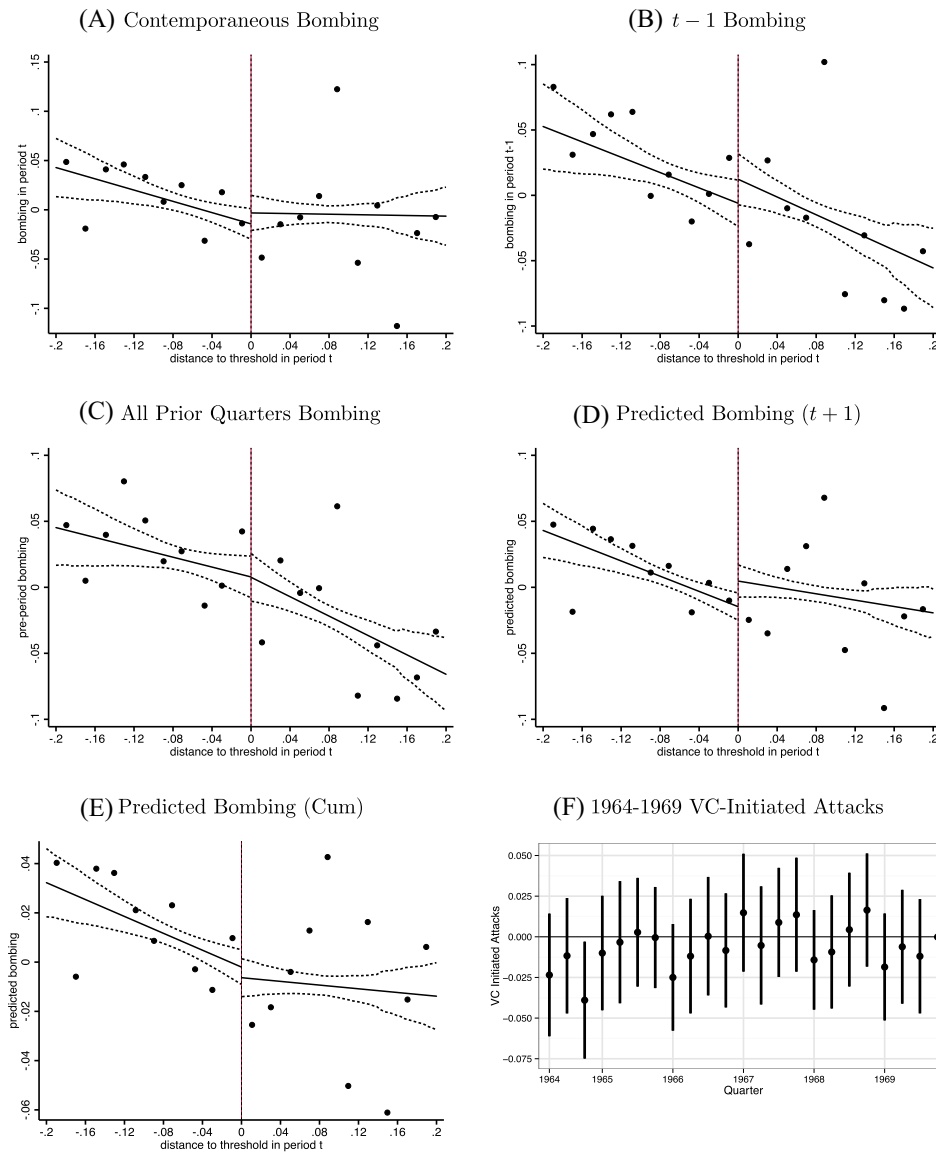 (A) Contemporaneous Bombing
bombing in period t
.15
.1
.05
0
-.05
-.1
-.2 -.16 -.12 -.08 -.04 0 .04 .08 .12 .16 .2
distance to threshold in period t
(B) t − 1 Bombing
bombing in period t-1
.1
.05
0
-.05
-.1
-.2 -.16 -.12 -.08 -.04 0 .04 .08 .12 .16 .2
distance to threshold in period t
(C) All Prior Quarters Bombing
pre-period bombing
.1
.05
0
-.05
-.1
-.2 -.16 -.12 -.08 -.04 0 .04 .08 .12 .16 .2
distance to threshold in period t
(D) Predicted Bombing (t + 1)
predicted bombing
.1
.05
0
-.05
-.1
-.2 -.16 -.12 -.08 -.04 0 .04 .08 .12 .16 .2
distance to threshold in period t
(E) Predicted Bombing (Cum)
predicted bombing
.04
.02
0
-.02
-.04
-.06
-.2 -.16 -.12 -.08 -.04 0 .04 .08 .12 .16 .2
distance to threshold in period t
(F) 1964-1969 VC-Initiated Attacks
VC Initiated Attacks
0.050
0.025
0.000
−0.025
−0.050
−0.075
1964 1965 1966 1967 1968 1969
Quarter